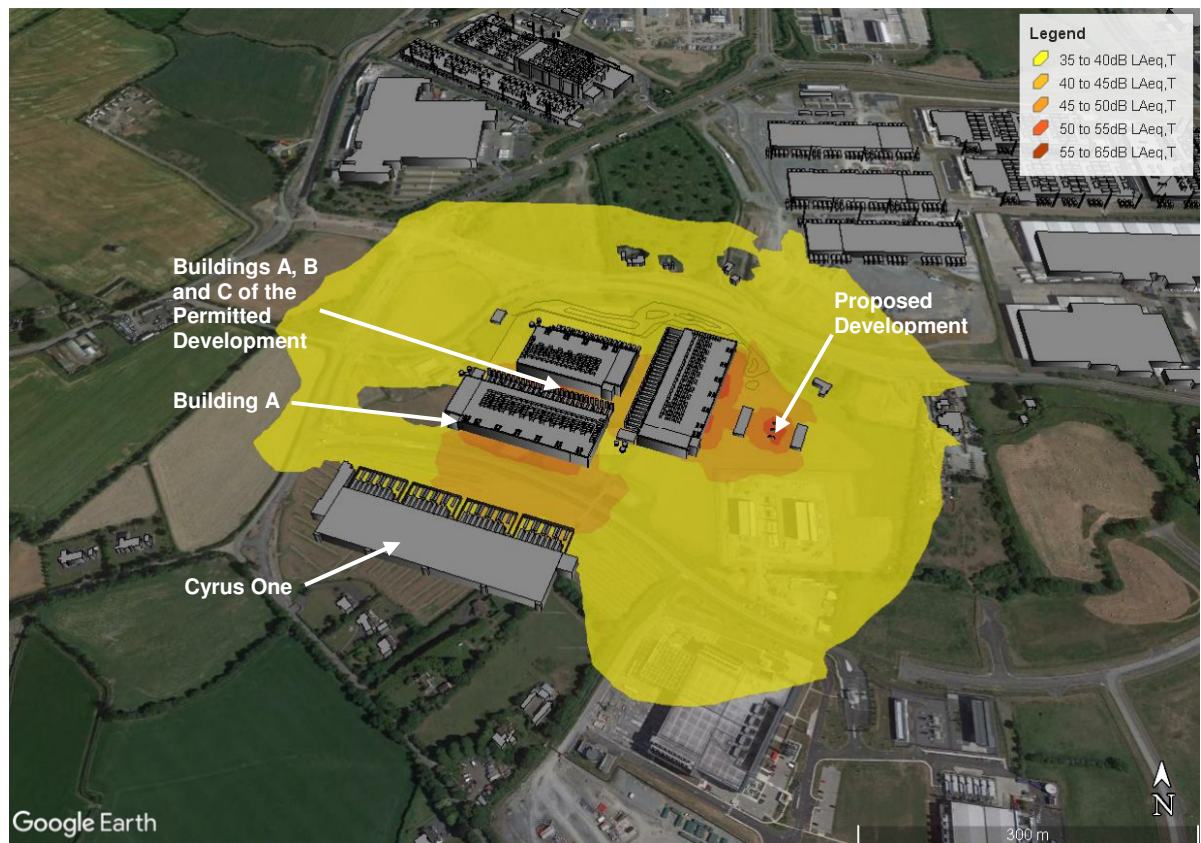 Legend
35 to 40dB LAeq,T
40 to 45dB LAeq,T
45 to 50dB LAeq,T
50 to 55dB LAeq,T
55 to 65dB LAeq,T
Buildings A, B
and C of the
Permitted
Development
Proposed
Development
Building A
Cyrus One
N
Google Earth
300 m